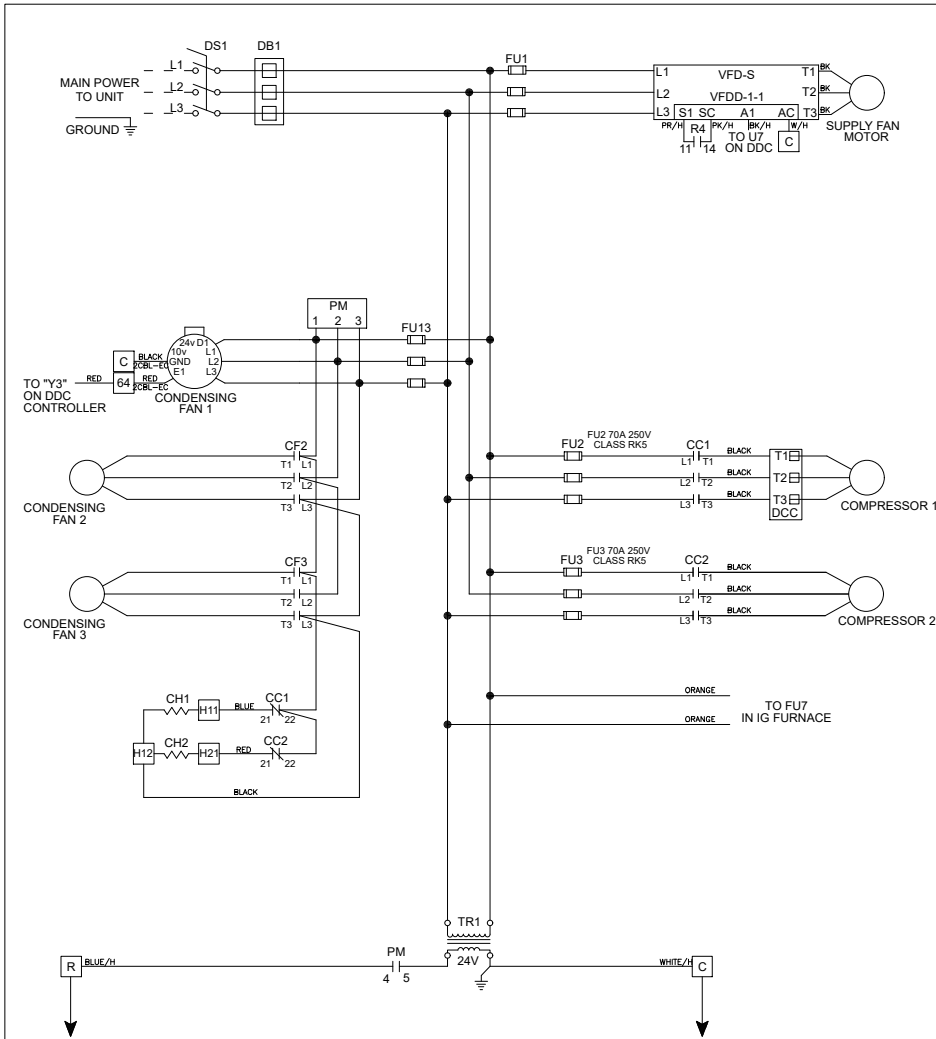 DS1 DB1
FU1
L1
L2
L3
MAIN POWER
TO UNIT
GROUND
L1 VFD-S T1 BK
L2 VFDD-1-1 T2 BK
L3 S1 SC A1 AC T3 BK
PR/H R4 PK/H BK/H W/H
11 14
TO U7
ON DDC
C
SUPPLY FAN
MOTOR
PM
1 2 3
FU13
24v D1
10v L1
GND L2
E1 L3
C BLACK
2CBL-EC
64 RED
2CBL-EC
RED
TO "Y3"
ON DDC
CONTROLLER
CONDENSING
FAN 1
CF2
T1 L1
T2 L2
T3 L3
CONDENSING
FAN 2
FU2 70A 250V
CLASS RK5
FU2 CC1
L1 T1 BLACK T1
L2 T2 BLACK T2
L3 T3 BLACK T3
DCC
COMPRESSOR 1
CF3
T1 L1
T2 L2
T3 L3
CONDENSING
FAN 3
FU3 70A 250V
CLASS RK5
FU3 CC2
L1 T1 BLACK
L2 T2 BLACK
L3 T3 BLACK
COMPRESSOR 2
CH1 H11 BLUE CC1
21 22
H12 CH2 H21 RED CC2
21 22
BLACK
ORANGE
ORANGE
TO FU7
IN IG FURNACE
TR1
24V
R BLUE/H
PM
4 5
WHITE/H C